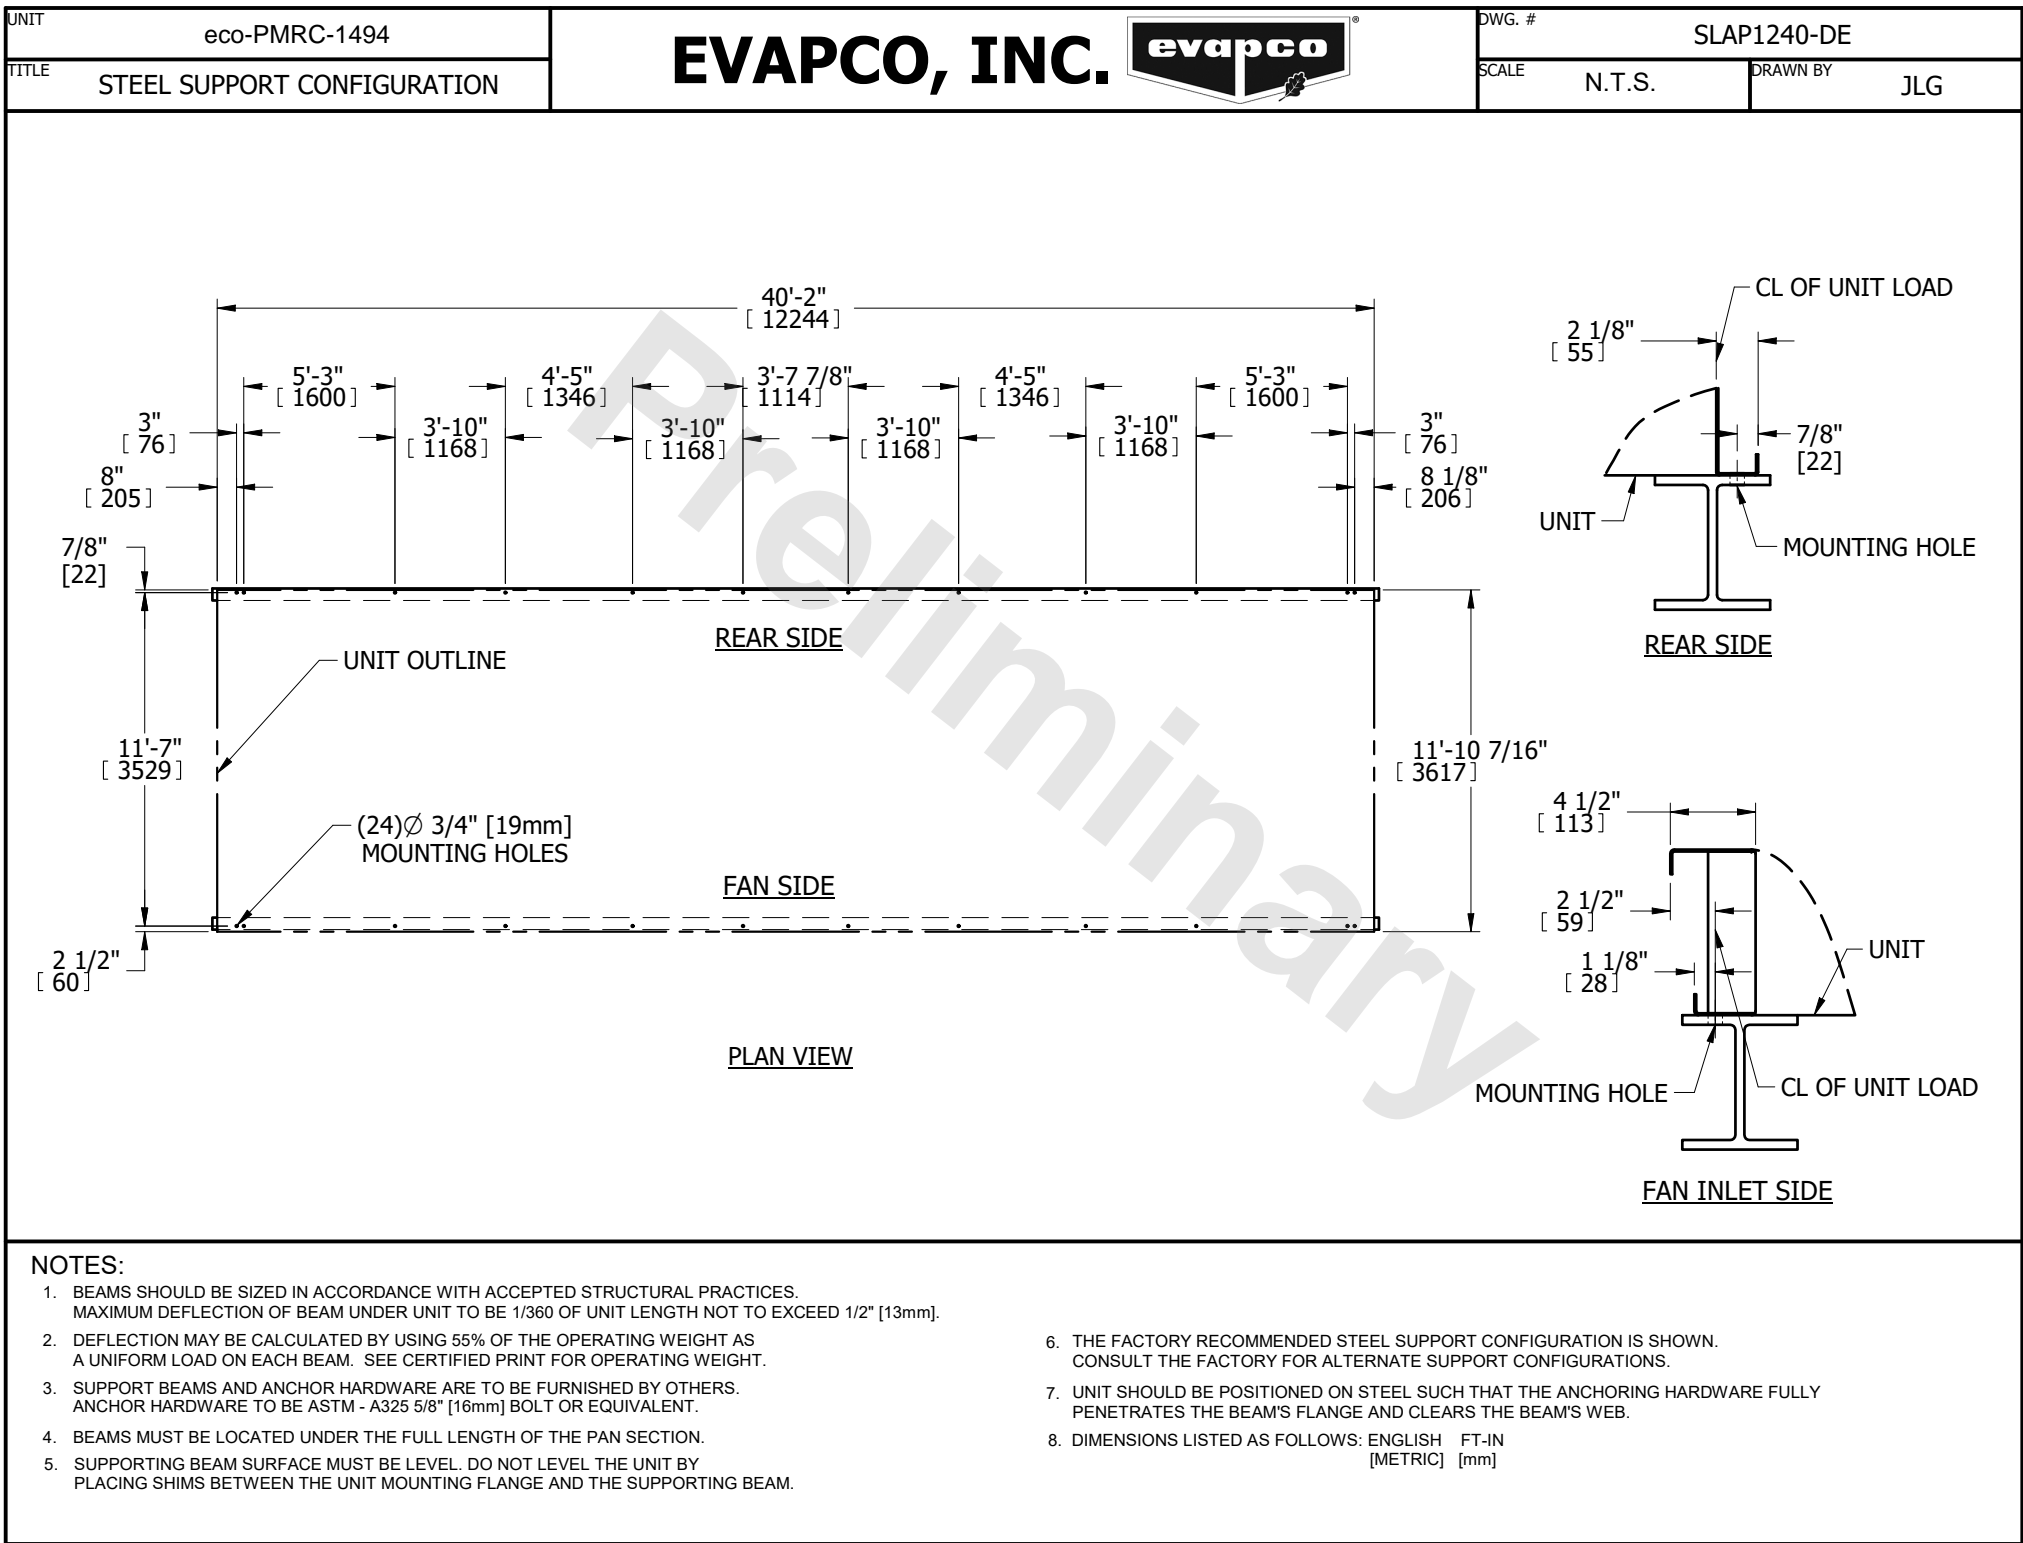 UNIT
eco-PMRC-1494
TITLE
STEEL SUPPORT CONFIGURATION
EVAPCO, INC.
evapco
®
DWG. #
SLAP1240-DE
SCALE
N.T.S.
DRAWN BY
JLG
40'-2"
[ 12244 ]
5'-3"
[ 1600 ]
4'-5"
[ 1346 ]
3'-7 7/8"
[ 1114 ]
4'-5"
[ 1346 ]
5'-3"
[ 1600 ]
3"
[ 76 ]
3'-10"
[ 1168 ]
3'-10"
[ 1168 ]
3'-10"
[ 1168 ]
3'-10"
[ 1168 ]
3"
[ 76 ]
8"
[ 205 ]
8 1/8"
[ 206 ]
7/8"
[22]
REAR SIDE
UNIT OUTLINE
11'-7"
[ 3529 ]
11'-10 7/16"
[ 3617 ]
(24)Ø 3/4" [19mm]
MOUNTING HOLES
FAN SIDE
2 1/2"
[ 60 ]
PLAN VIEW
Preliminary
CL OF UNIT LOAD
2 1/8"
[ 55 ]
7/8"
[22]
UNIT
MOUNTING HOLE
REAR SIDE
4 1/2"
[ 113 ]
2 1/2"
[ 59 ]
1 1/8"
[ 28 ]
UNIT
MOUNTING HOLE
CL OF UNIT LOAD
FAN INLET SIDE
NOTES:
1. BEAMS SHOULD BE SIZED IN ACCORDANCE WITH ACCEPTED STRUCTURAL PRACTICES.
MAXIMUM DEFLECTION OF BEAM UNDER UNIT TO BE 1/360 OF UNIT LENGTH NOT TO EXCEED 1/2" [13mm].
2. DEFLECTION MAY BE CALCULATED BY USING 55% OF THE OPERATING WEIGHT AS
A UNIFORM LOAD ON EACH BEAM. SEE CERTIFIED PRINT FOR OPERATING WEIGHT.
3. SUPPORT BEAMS AND ANCHOR HARDWARE ARE TO BE FURNISHED BY OTHERS.
ANCHOR HARDWARE TO BE ASTM - A325 5/8" [16mm] BOLT OR EQUIVALENT.
4. BEAMS MUST BE LOCATED UNDER THE FULL LENGTH OF THE PAN SECTION.
5. SUPPORTING BEAM SURFACE MUST BE LEVEL. DO NOT LEVEL THE UNIT BY
PLACING SHIMS BETWEEN THE UNIT MOUNTING FLANGE AND THE SUPPORTING BEAM.
6. THE FACTORY RECOMMENDED STEEL SUPPORT CONFIGURATION IS SHOWN.
CONSULT THE FACTORY FOR ALTERNATE SUPPORT CONFIGURATIONS.
7. UNIT SHOULD BE POSITIONED ON STEEL SUCH THAT THE ANCHORING HARDWARE FULLY
PENETRATES THE BEAM'S FLANGE AND CLEARS THE BEAM'S WEB.
8. DIMENSIONS LISTED AS FOLLOWS: ENGLISH FT-IN
[METRIC] [mm]